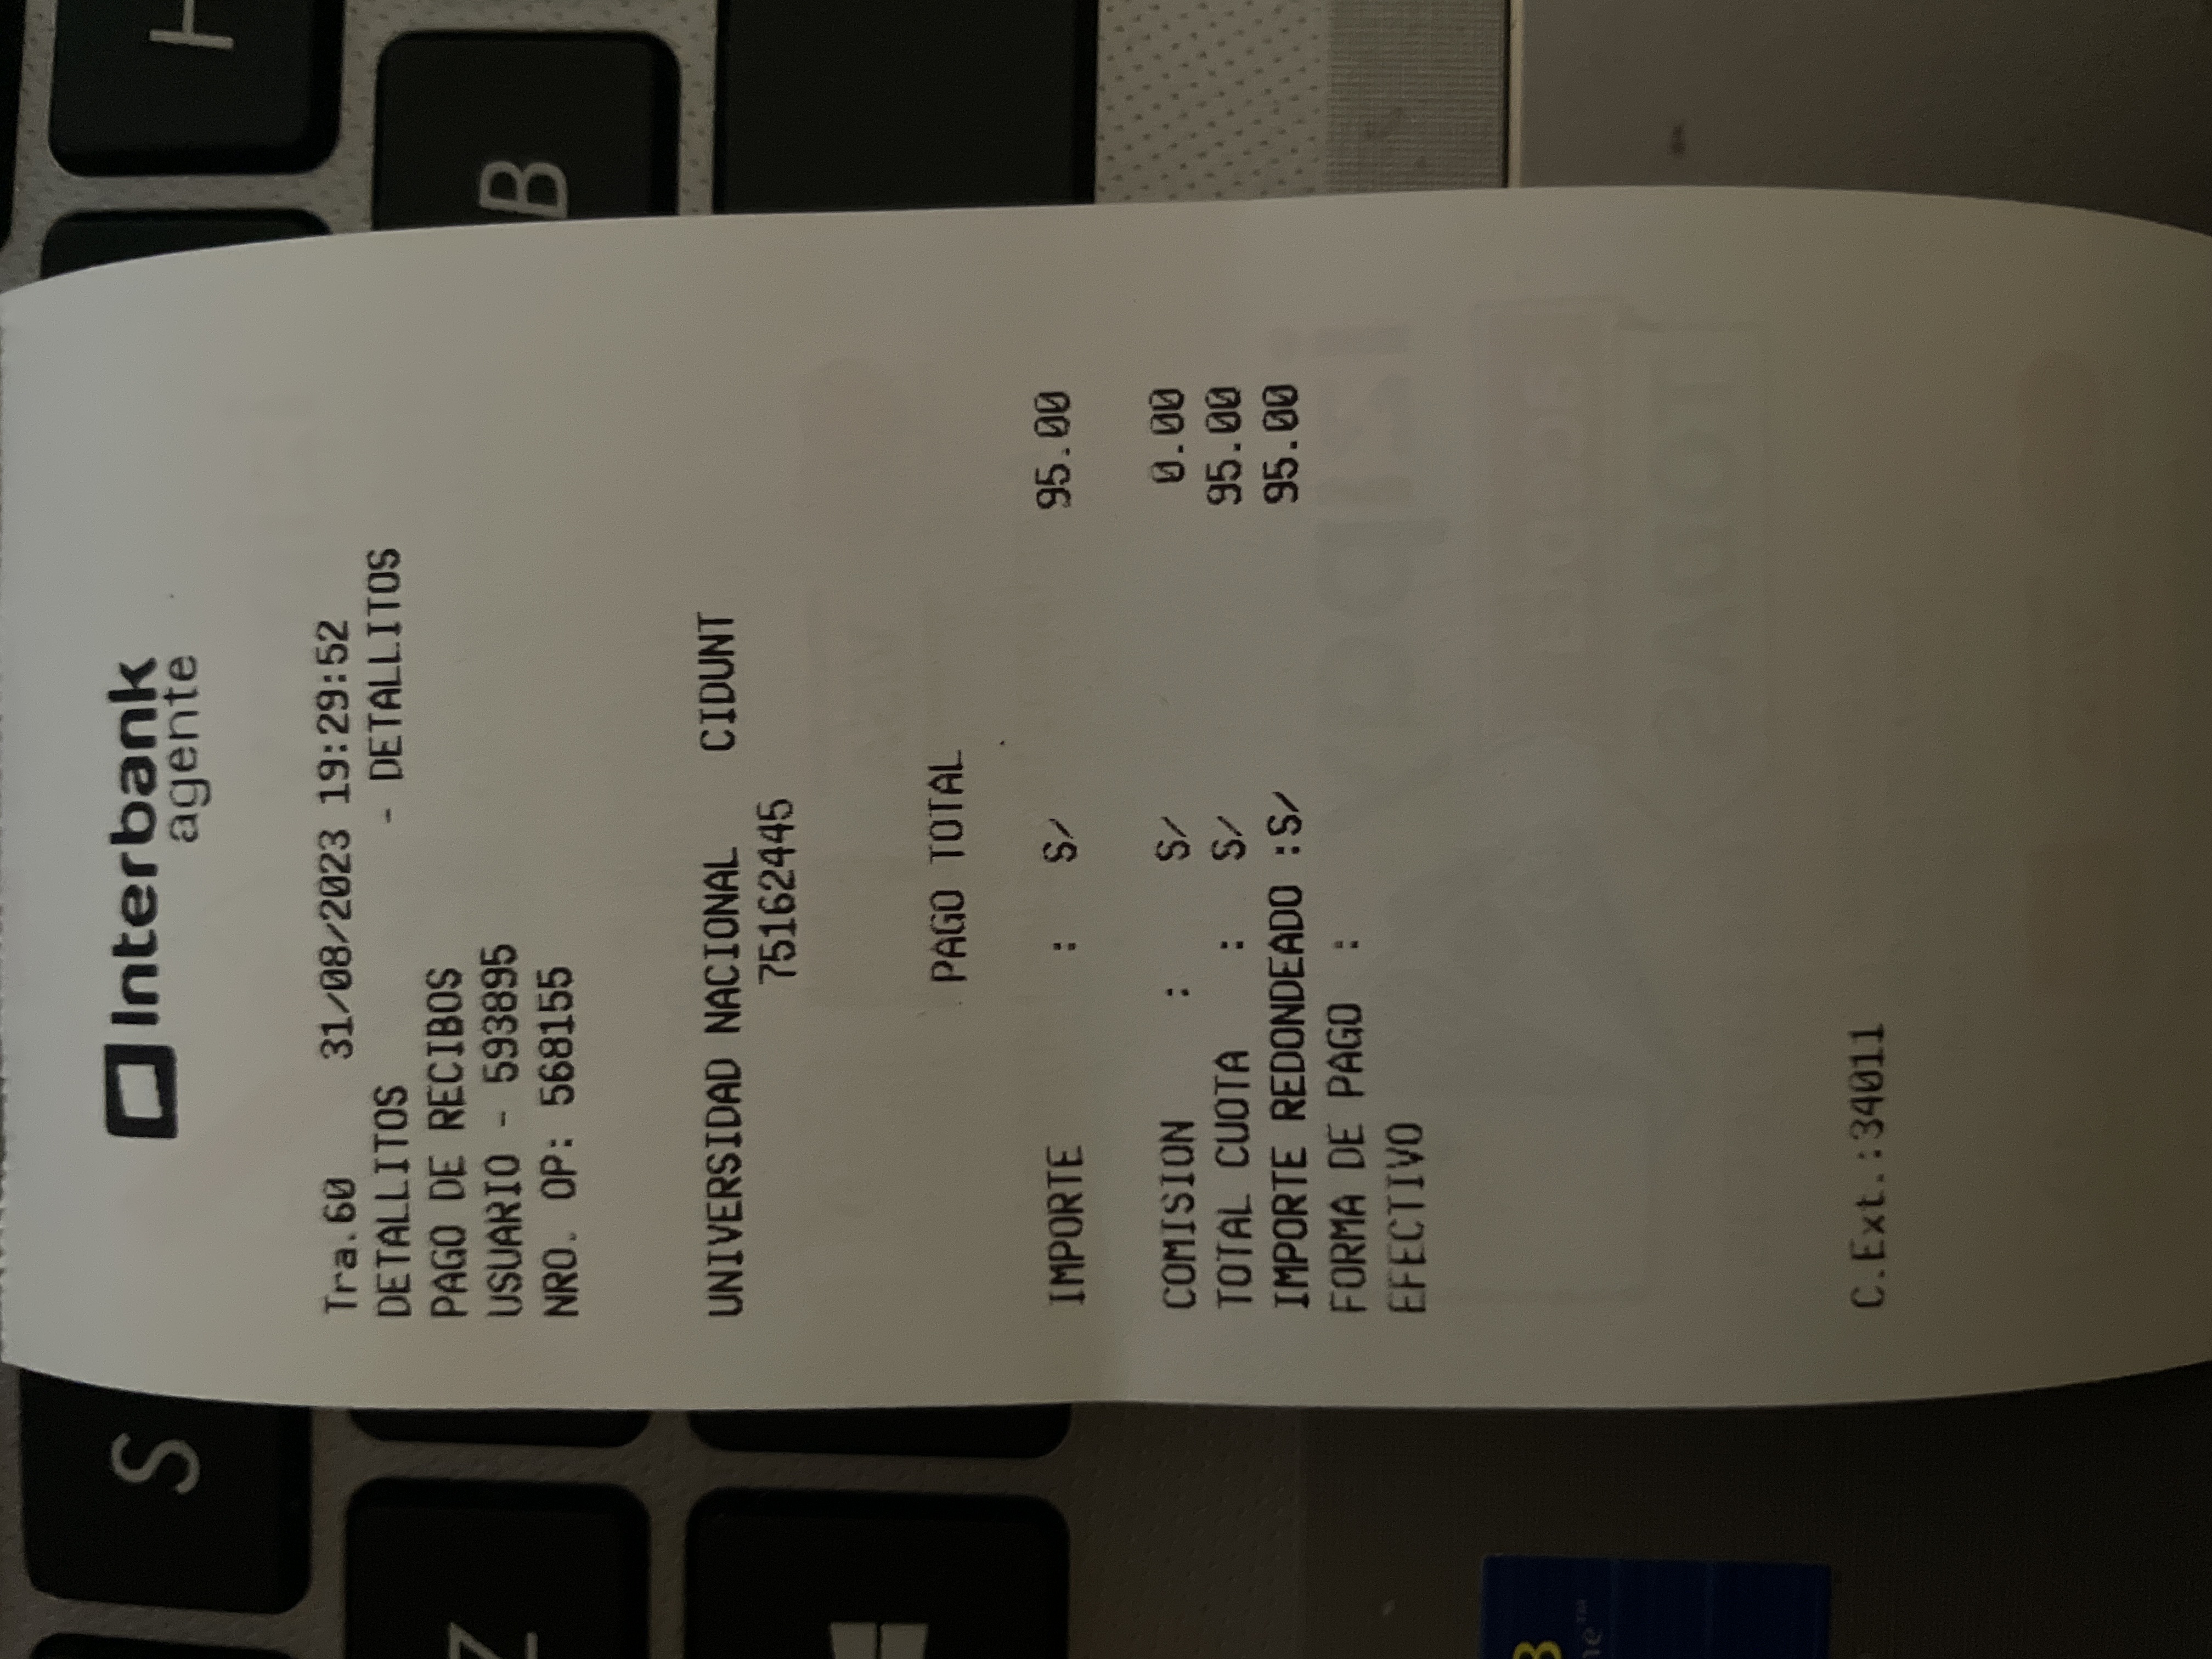 Interbank
agente
Tra.60 31/08/2023 19:29:52
DETALLITOS - DETALLITOS
PAGO DE RECIBOS
USUARIO - 593895
NRO. OP: 568155
UNIVERSIDAD NACIONAL CIDUNT
75162445
PAGO TOTAL
IMPORTE : S/ 95.00
COMISION : S/ 0.00
TOTAL CUOTA : S/ 95.00
IMPORTE REDONDEADO :S/ 95.00
FORMA DE PAGO :
EFECTIVO
C.Ext.:34011
H
B
S
Z